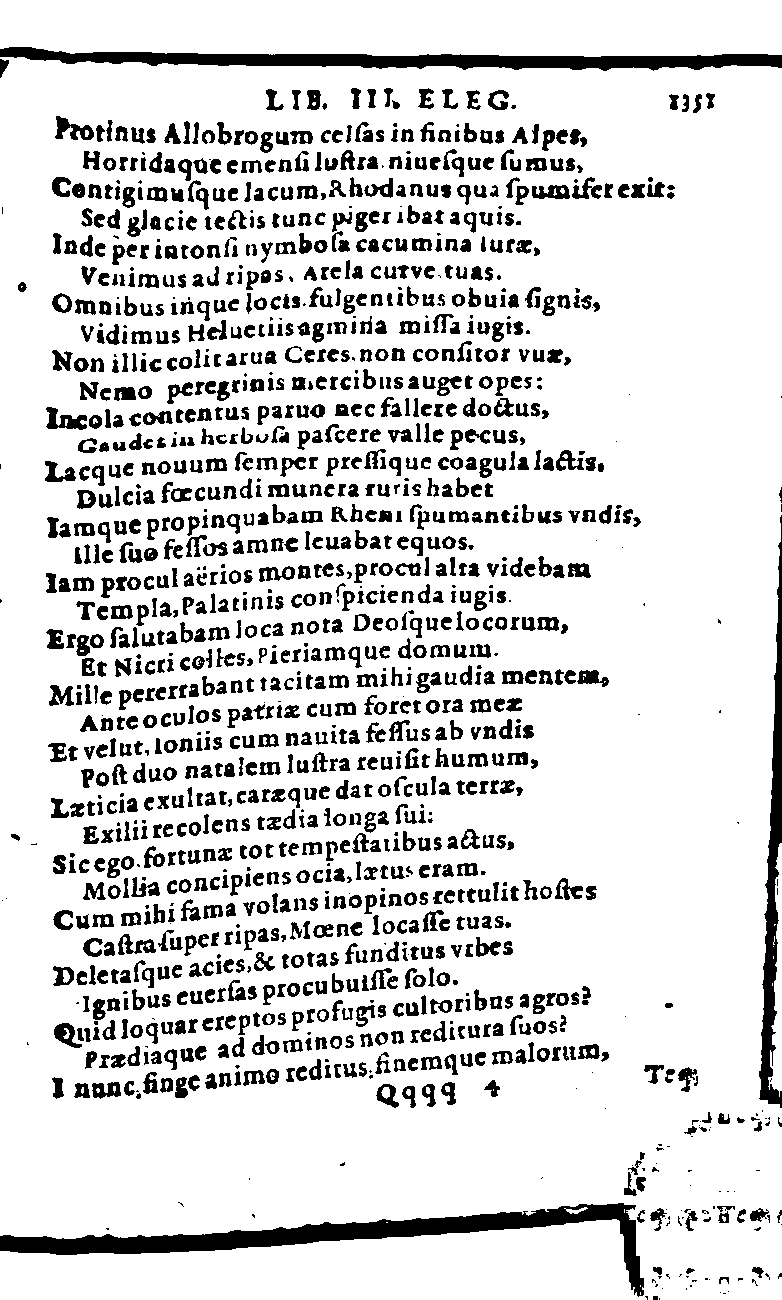 LIB. III. ELEG. 1351
Protinus Allobrogum celſas in finibus Alpes,
Horridaque emenſi luſtra niueſque ſumus,
Contigimuſque lacum, Rhodanus qua ſpumifer exit:
Sed glacie tectis tunc piger ibat aquis.
Inde per intonſi nymboſa cacumina Iuræ,
Venimus ad ripas, Arela curve tuas.
Omnibus inque locis fulgentibus obuia ſignis,
Vidimus Heluetiis agmina miſſa iugis.
Non illic colit arua Ceres, non conſitor vuæ,
Nemo peregrinis mercibus auget opes:
Incola contentus paruo nec fallere doctus,
Gaudet in herboſa paſcere valle pecus,
Lacque nouum ſemper preſſique coagula lactis,
Dulcia fœcundi munera ruris habet
Iamque propinquabam Rheni ſpumantibus vndis,
Ille ſuo feſſos amne leuabat equos.
Iam procul aërios montes, procul alta videbam
Templa, Palatinis conſpicienda iugis.
Ergo ſalutabam loca nota Deoſque locorum,
Et Nicri colles, Pieriamque domum.
Mille pererrabant tacitam mihi gaudia mentem,
Ante oculos patriæ cum foret ora meæ
Et velut, Ioniis cum nauita feſſus ab vndis
Poſt duo natalem luſtra reuiſit humum,
Læticia exultat, caræque dat oſcula terræ,
Exilii recolens tædia longa ſui:
Sic ego fortunæ tot tempeſtatibus actus,
Mollia concipiens ocia, lætus eram.
Cum mihi fama volans inopinos rettulit hoſtes
Caſtra ſuper ripas, Mœne locaſſe tuas.
Deletaſque acies, & totas funditus vrbes
Ignibus euerſas procubuiſſe ſolo.
Quid loquar ereptos profugis cultoribus agros?
Prædiaque ad dominos non reditura ſuos?
I nunc, finge animo reditus, finemque malorum,
Qqqq 4